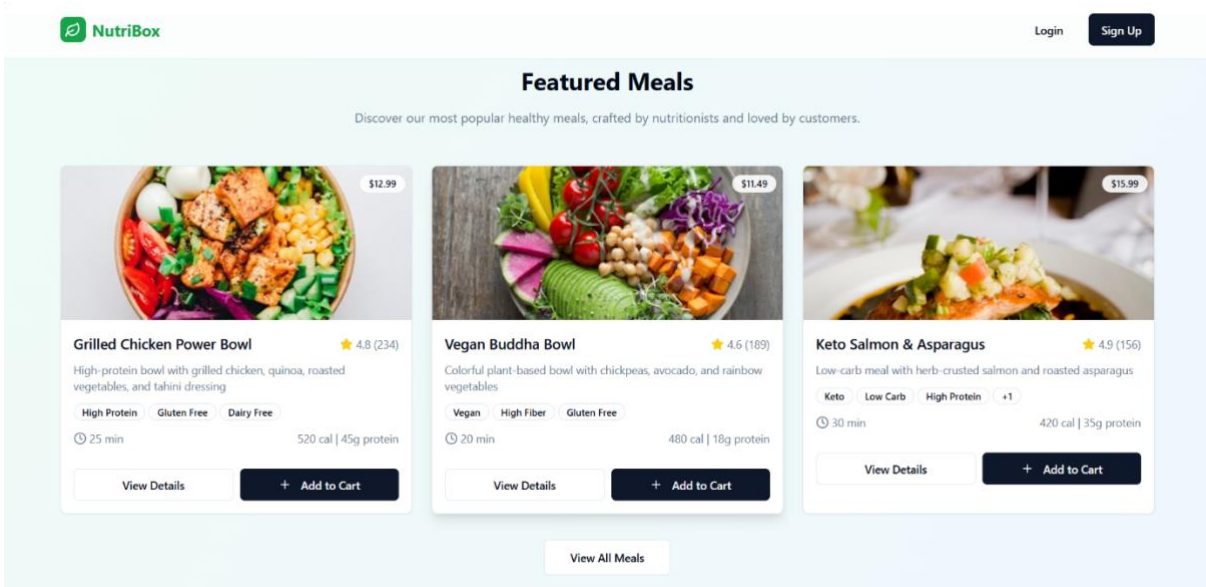 NutriBox
Login
Sign Up
Featured Meals
Discover our most popular healthy meals, crafted by nutritionists and loved by customers.
$12.99
Grilled Chicken Power Bowl
4.8 (234)
High-protein bowl with grilled chicken, quinoa, roasted
vegetables, and tahini dressing
High Protein
Gluten Free
Dairy Free
25 min
520 cal | 45g protein
View Details
+ Add to Cart
$11.49
Vegan Buddha Bowl
4.6 (189)
Colorful plant-based bowl with chickpeas, avocado, and rainbow
vegetables
Vegan
High Fiber
Gluten Free
20 min
480 cal | 18g protein
View Details
+ Add to Cart
$15.99
Keto Salmon & Asparagus
4.9 (156)
Low-carb meal with herb-crusted salmon and roasted asparagus
Keto
Low Carb
High Protein
+1
30 min
420 cal | 35g protein
View Details
+ Add to Cart
View All Meals